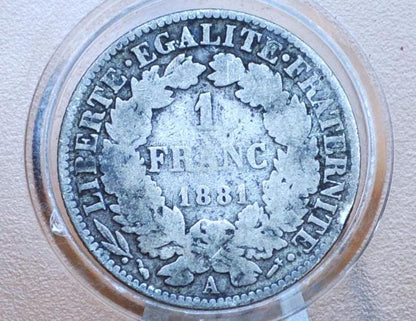 LIBERTE · EGALITE · FRATERNITE ·
1
FRANC
1881
A